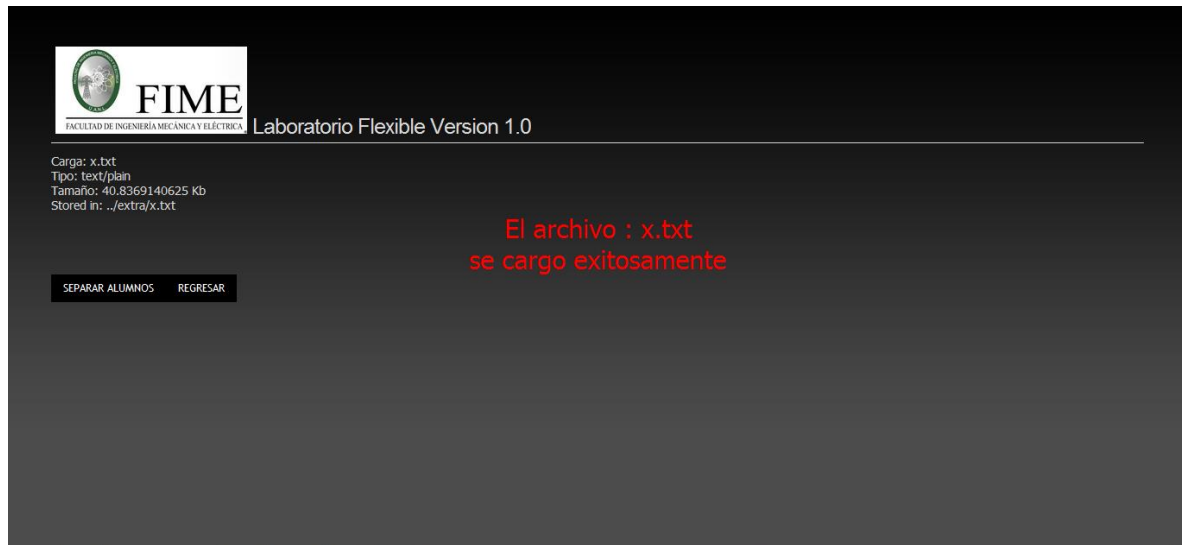 FIME
FACULTAD DE INGENIERÍA MECÁNICA Y ELÉCTRICA
Laboratorio Flexible Version 1.0
Carga: x.txt
Tipo: text/plain
Tamaño: 40.8369140625 Kb
Stored in: ../extra/x.txt
El archivo : x.txt
se cargo exitosamente
SEPARAR ALUMNOS REGRESAR